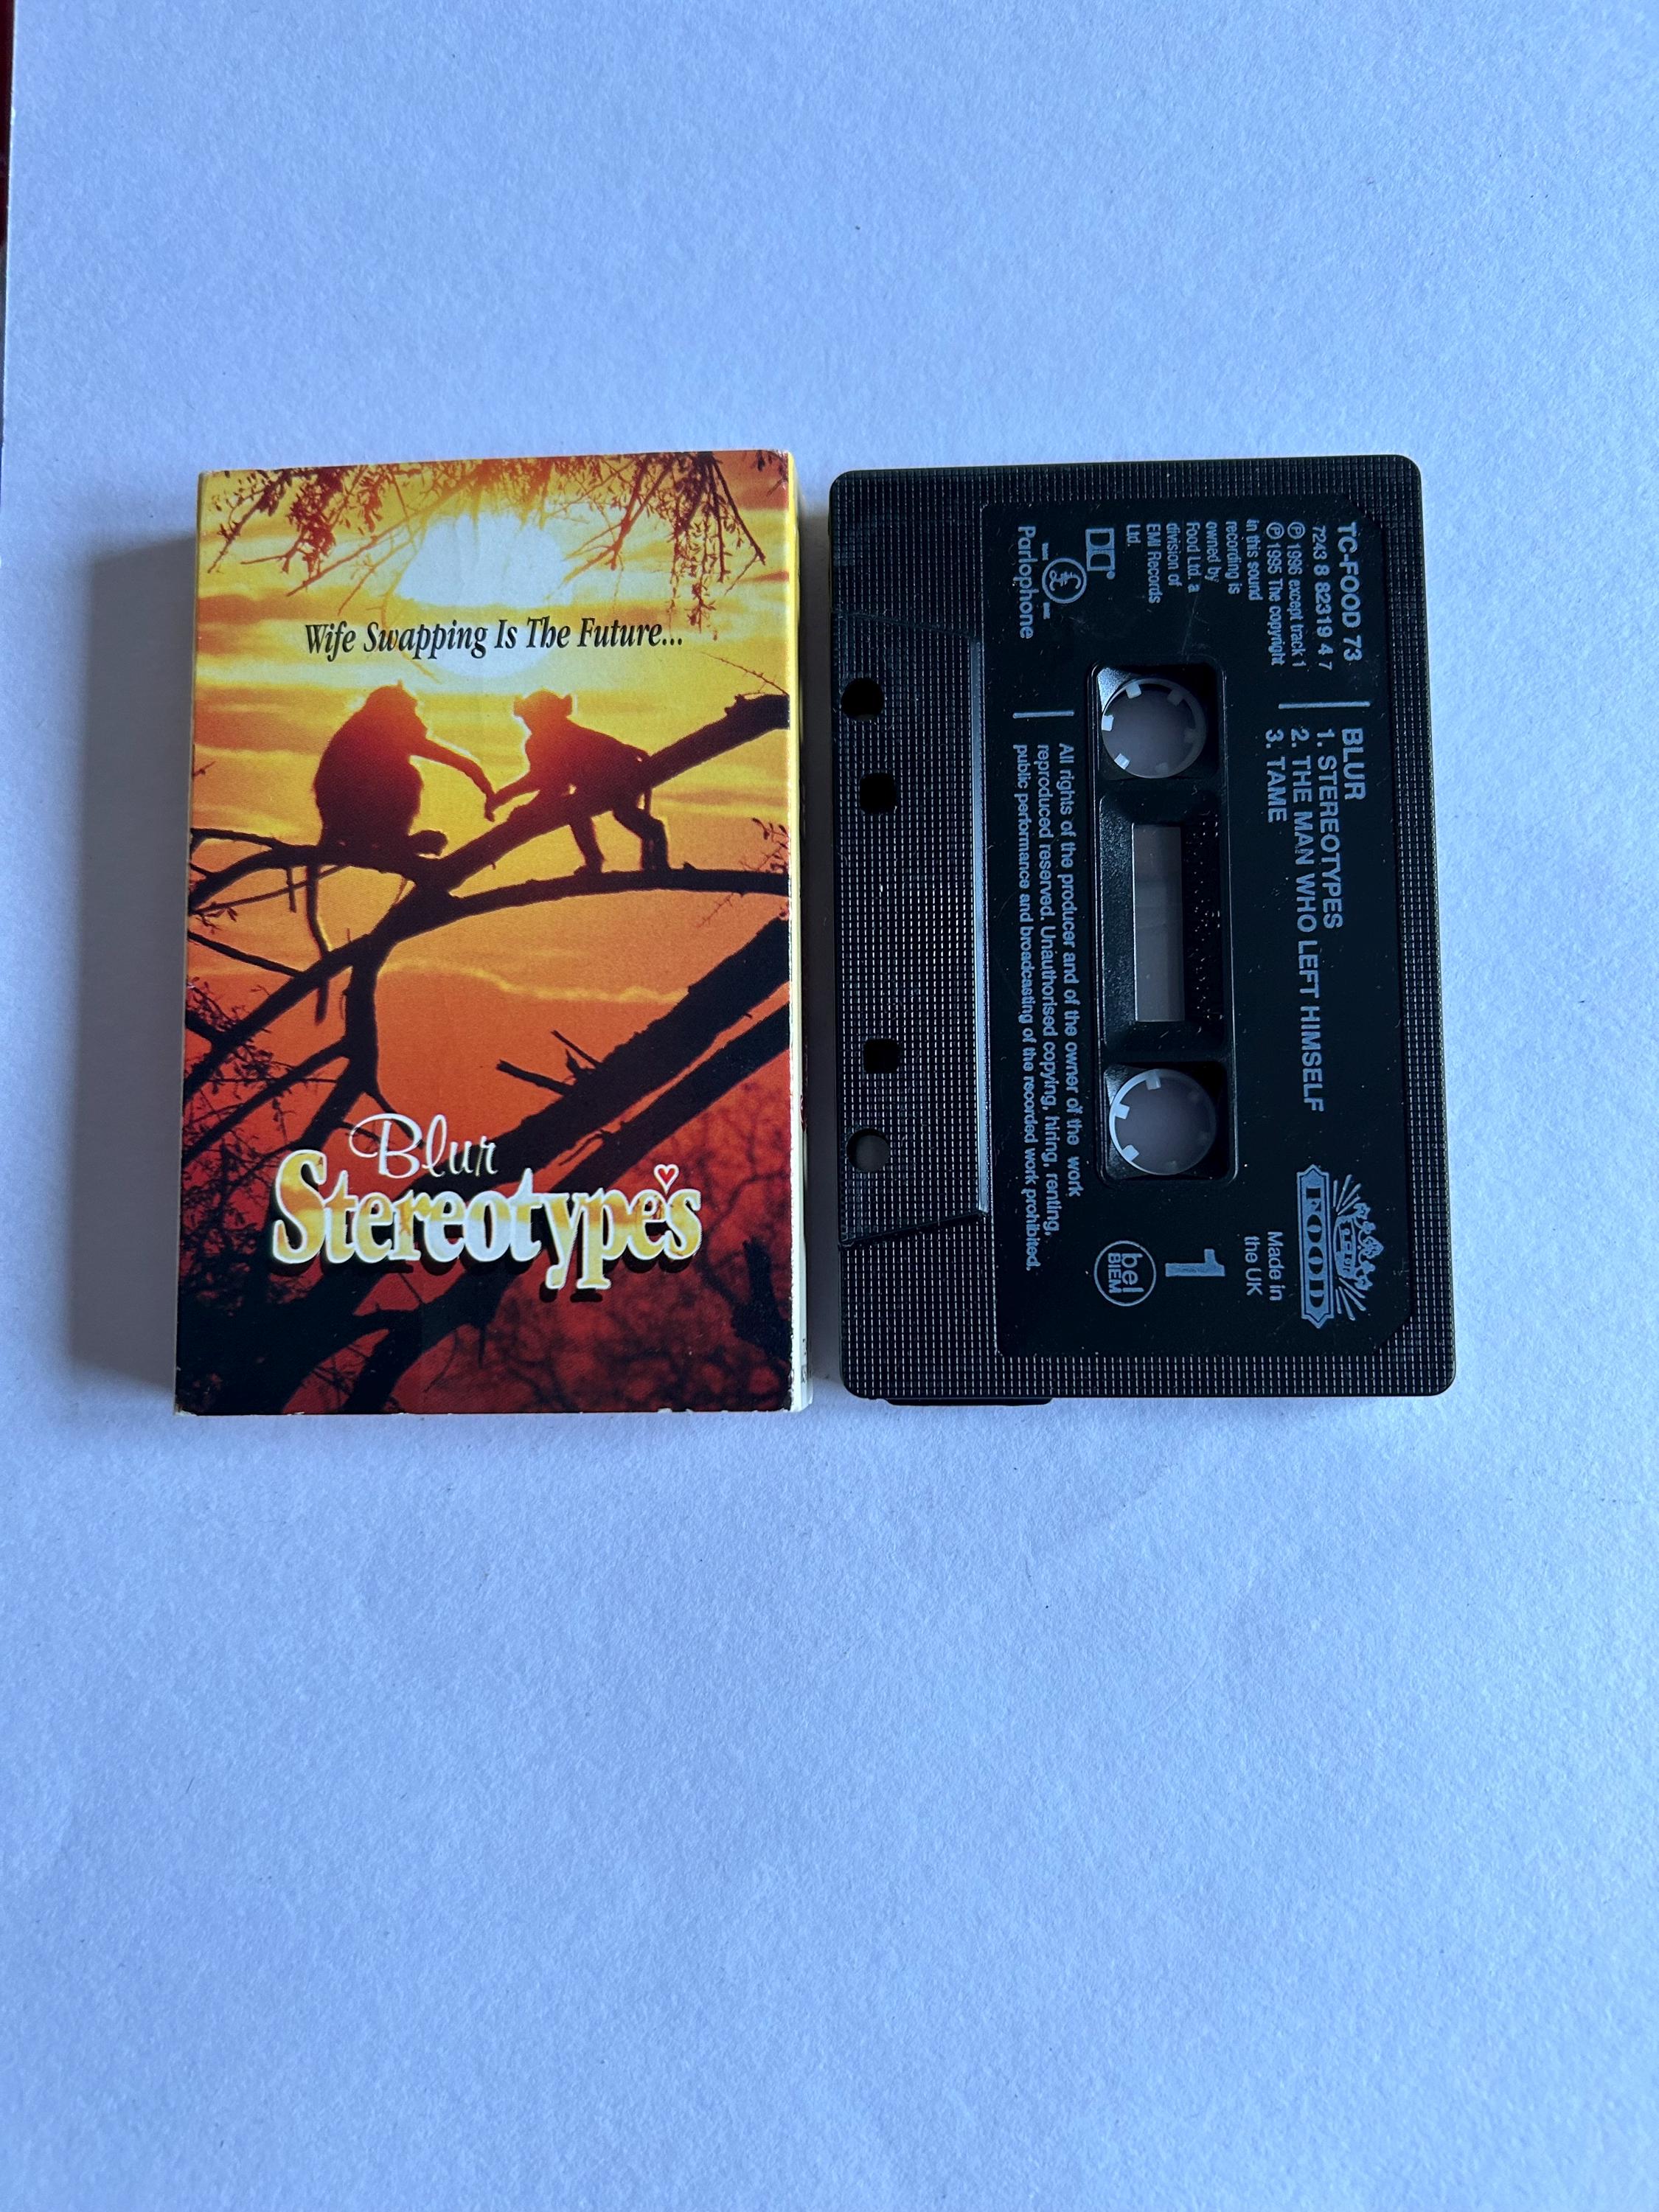 Wife Swapping Is The Future...
Blur
Stereotypes
TC-FOOD 73
7243 8 82319 4 7
℗ 1996 except track 1
℗ 1995 The copyright
in this sound
recording is
owned by
Food Ltd. a
division of
EMI Records
Ltd.
Parlophone
BLUR
1. STEREOTYPES
2. THE MAN WHO LEFT HIMSELF
3. TAME
All rights of the producer and of the owner of the work
reproduced reserved. Unauthorised copying, hiring, renting,
public performance and broadcasting of the recorded work prohibited.
FOOD
Made in
the UK
1
bel
BIEM